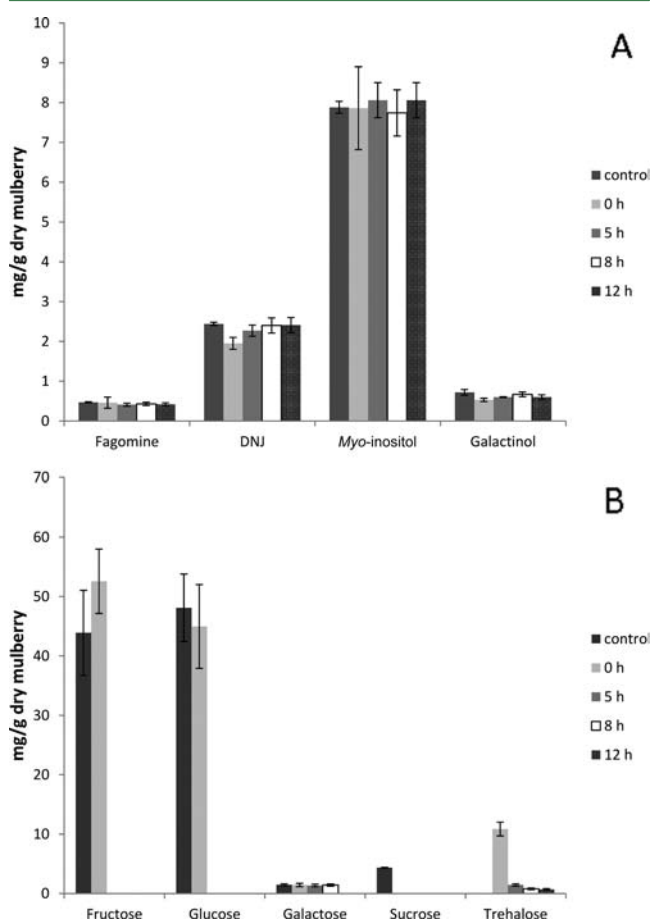 10
A
9
8
7
6
5
4
3
2
1
0
mg/g dry mulberry
control
0 h
5 h
8 h
12 h
Fagomine DNJ Myo-inositol Galactinol
70
B
60
50
40
30
20
10
0
mg/g dry mulberry
control
0 h
5 h
8 h
12 h
Fructose Glucose Galactose Sucrose Trehalose